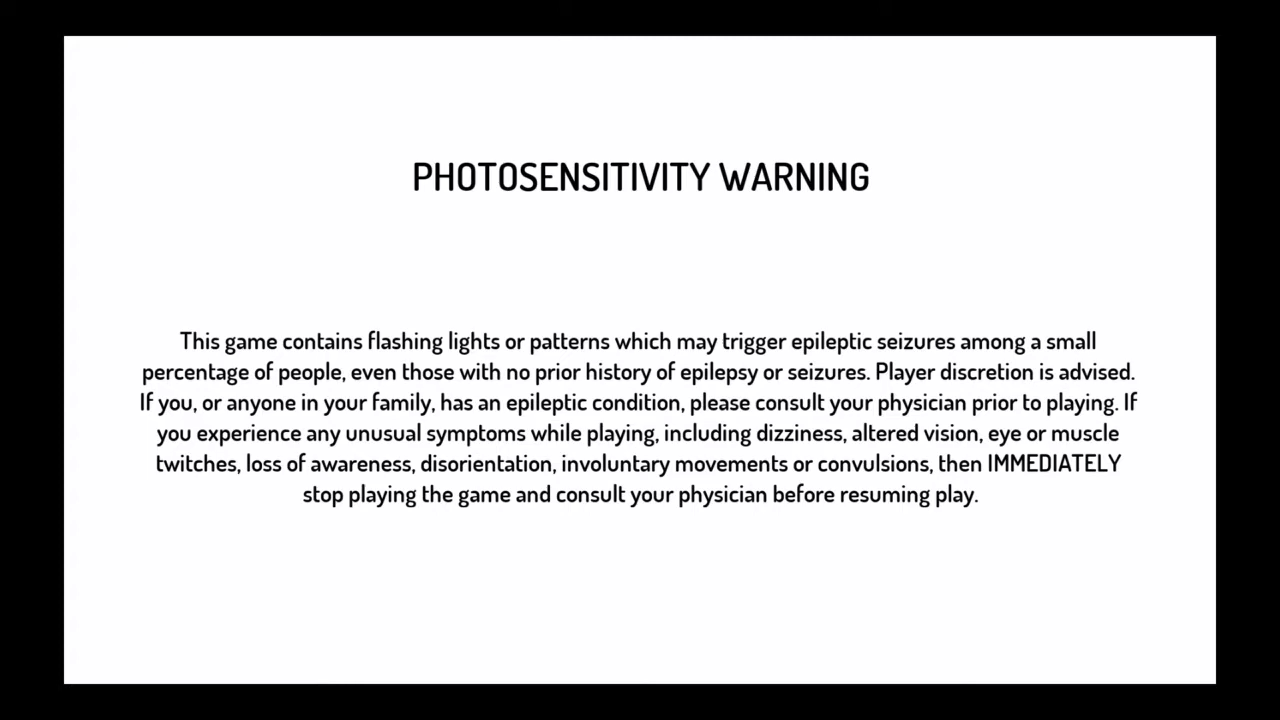 PHOTOSENSITIVITY WARNING
This game contains flashing lights or patterns which may trigger epileptic seizures among a small
percentage of people, even those with no prior history of epilepsy or seizures. Player discretion is advised.
If you, or anyone in your family, has an epileptic condition, please consult your physician prior to playing. If
you experience any unusual symptoms while playing, including dizziness, altered vision, eye or muscle
twitches, loss of awareness, disorientation, involuntary movements or convulsions, then IMMEDIATELY
stop playing the game and consult your physician before resuming play.